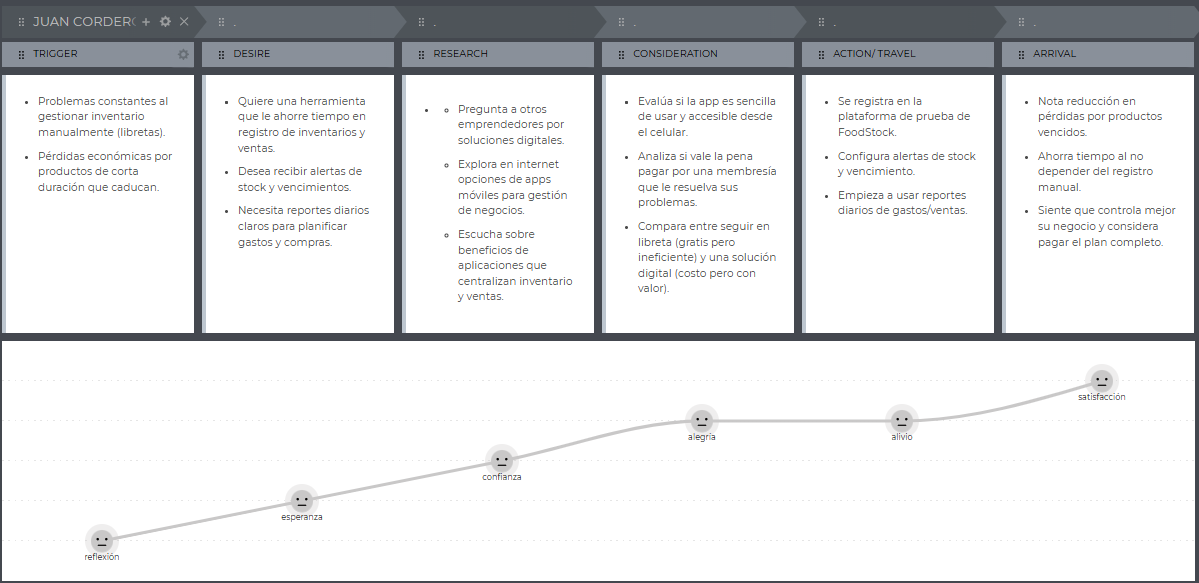 JUAN CORDERO
TRIGGER
DESIRE
RESEARCH
CONSIDERATION
ACTION/ TRAVEL
ARRIVAL
Problemas constantes al
gestionar inventario
manualmente (libretas).
Pérdidas económicas por
productos de corta
duración que caducan.
Quiere una herramienta
que le ahorre tiempo en
registro de inventarios y
ventas.
Desea recibir alertas de
stock y vencimientos.
Necesita reportes diarios
claros para planificar
gastos y compras.
Pregunta a otros
emprendedores por
soluciones digitales.
Explora en internet
opciones de apps
móviles para gestión
de negocios.
Escucha sobre
beneficios de
aplicaciones que
centralizan inventario
y ventas.
Evalúa si la app es sencilla
de usar y accesible desde
el celular.
Analiza si vale la pena
pagar por una membresía
que le resuelva sus
problemas.
Compara entre seguir en
libreta (gratis pero
ineficiente) y una solución
digital (costo pero con
valor).
Se registra en la
plataforma de prueba de
FoodStock.
Configura alertas de stock
y vencimiento.
Empieza a usar reportes
diarios de gastos/ventas.
Nota reducción en
pérdidas por productos
vencidos.
Ahorra tiempo al no
depender del registro
manual.
Siente que controla mejor
su negocio y considera
pagar el plan completo.
satisfacción
alegría
alivio
confianza
esperanza
reflexión